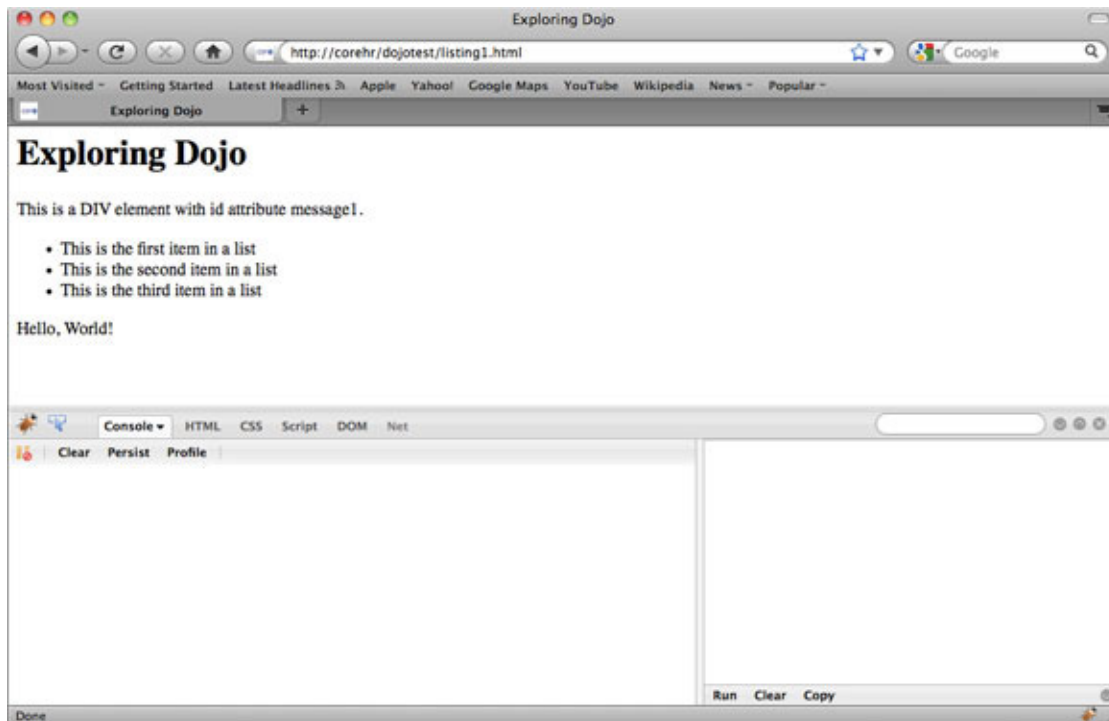 Exploring Dojo
http://corehr/dojotest/listing1.html
Google
Most Visited Getting Started Latest Headlines Apple Yahoo! Google Maps YouTube Wikipedia News Popular
Exploring Dojo +
Exploring Dojo
This is a DIV element with id attribute message1.
• This is the first item in a list
• This is the second item in a list
• This is the third item in a list
Hello, World!
Console HTML CSS Script DOM Net
Clear Persist Profile
Run Clear Copy
Done